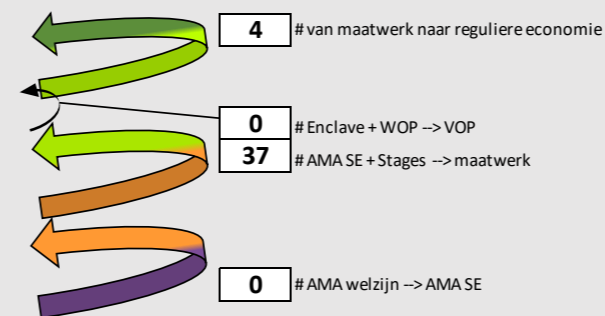 4 # van maatwerk naar reguliere economie
0 # Enclave + WOP --> VOP
37 # AMA SE + Stages --> maatwerk
0 # AMA welzijn --> AMA SE